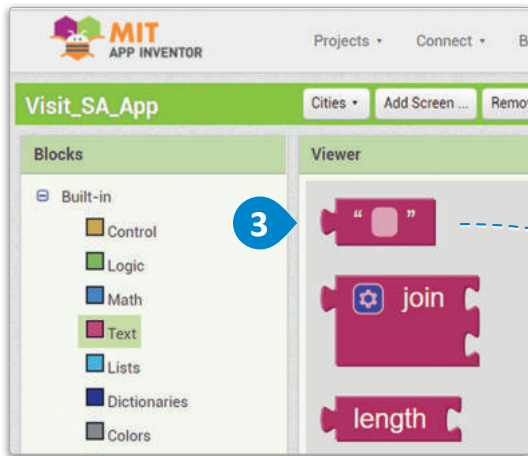 MIT
APP INVENTOR
Projects
Connect
B
Visit_SA_App
Cities
Add Screen ...
Remov
Blocks
Viewer
Built-in
Control
Logic
Math
Text
Lists
Dictionaries
Colors
3
“ ”
join
length